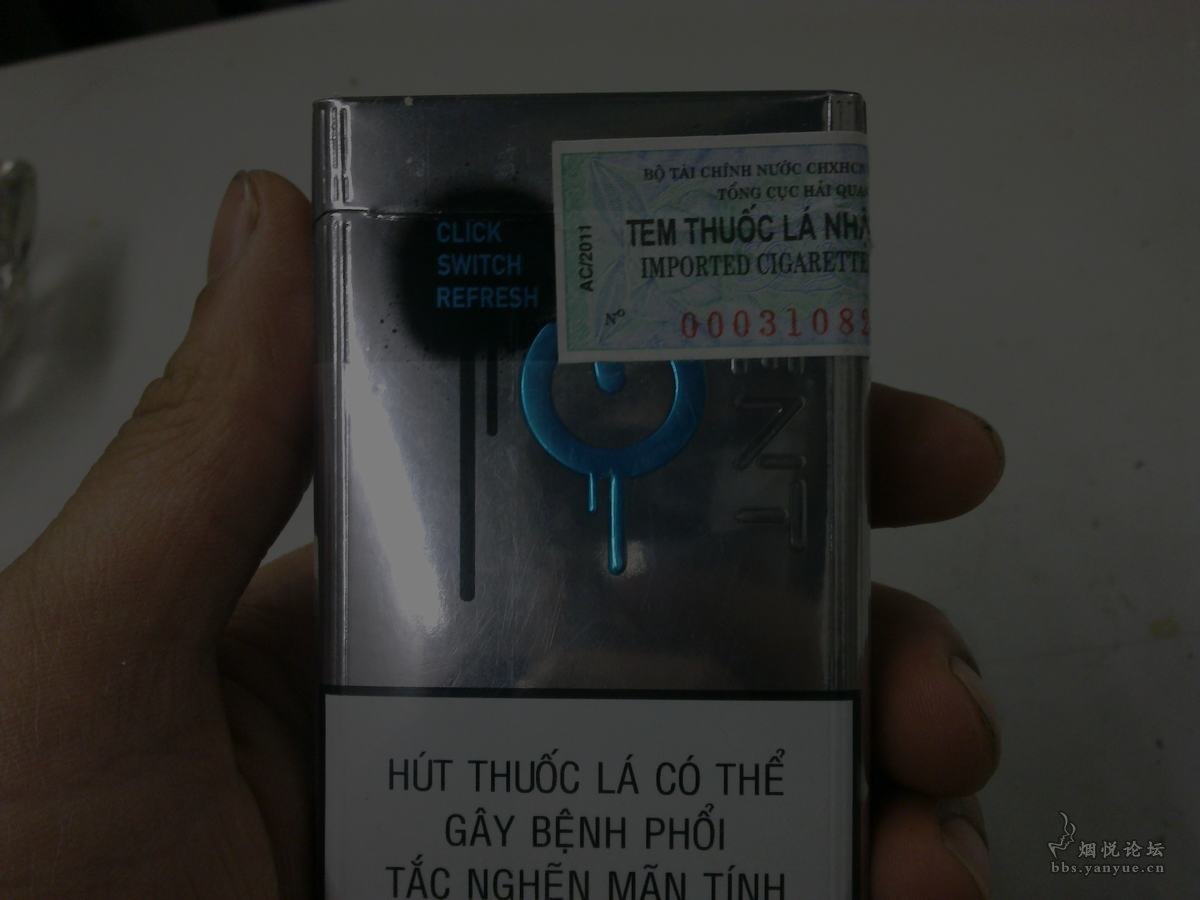 CLICK
SWITCH
REFRESH
BỘ TÀI CHÍNH NƯỚC CHXHCN
TỔNG CỤC HẢI QUA
TEM THUỐC LÁ NHẬ
IMPORTED CIGARETTE
AC/2011
No
0003108
HÚT THUỐC LÁ CÓ THỂ
GÂY BỆNH PHỔI
TẮC NGHẼN MÃN TÍNH
烟悦论坛
bbs.yanyue.cn